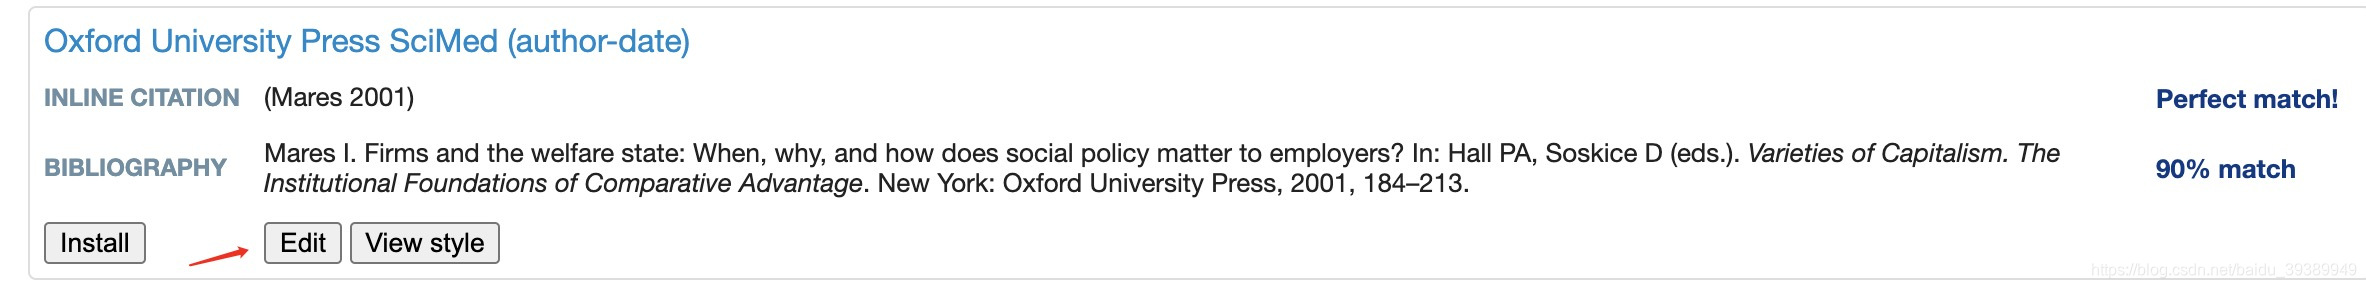 Oxford University Press SciMed (author-date)
INLINE CITATION (Mares 2001) Perfect match!
BIBLIOGRAPHY Mares I. Firms and the welfare state: When, why, and how does social policy matter to employers? In: Hall PA, Soskice D (eds.). Varieties of Capitalism. The
Institutional Foundations of Comparative Advantage. New York: Oxford University Press, 2001, 184–213.
90% match
Install Edit View style
https://blog.csdn.net/baidu_39389949